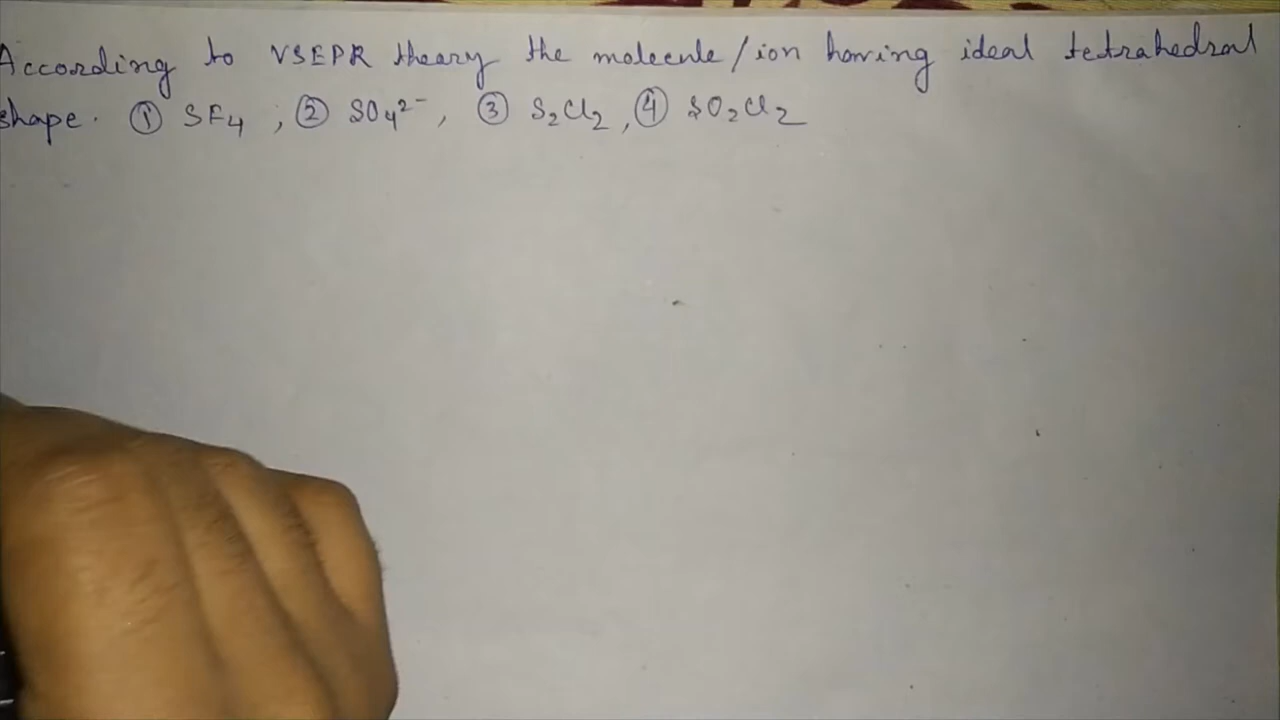 According to VSEPR theory the molecule/ion having ideal tetrahedral
shape. ① SF₄ ; ② SO₄²⁻, ③ S₂Cl₂, ④ SO₂Cl₂